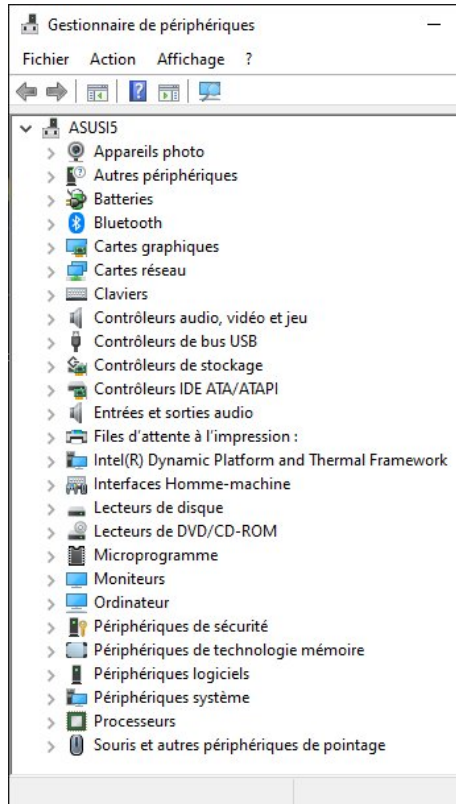 Gestionnaire de périphériques
Fichier Action Affichage ?
ASUSI5
Appareils photo
Autres périphériques
Batteries
Bluetooth
Cartes graphiques
Cartes réseau
Claviers
Contrôleurs audio, vidéo et jeu
Contrôleurs de bus USB
Contrôleurs de stockage
Contrôleurs IDE ATA/ATAPI
Entrées et sorties audio
Files d'attente à l'impression :
Intel(R) Dynamic Platform and Thermal Framework
Interfaces Homme-machine
Lecteurs de disque
Lecteurs de DVD/CD-ROM
Microprogramme
Moniteurs
Ordinateur
Périphériques de sécurité
Périphériques de technologie mémoire
Périphériques logiciels
Périphériques système
Processeurs
Souris et autres périphériques de pointage